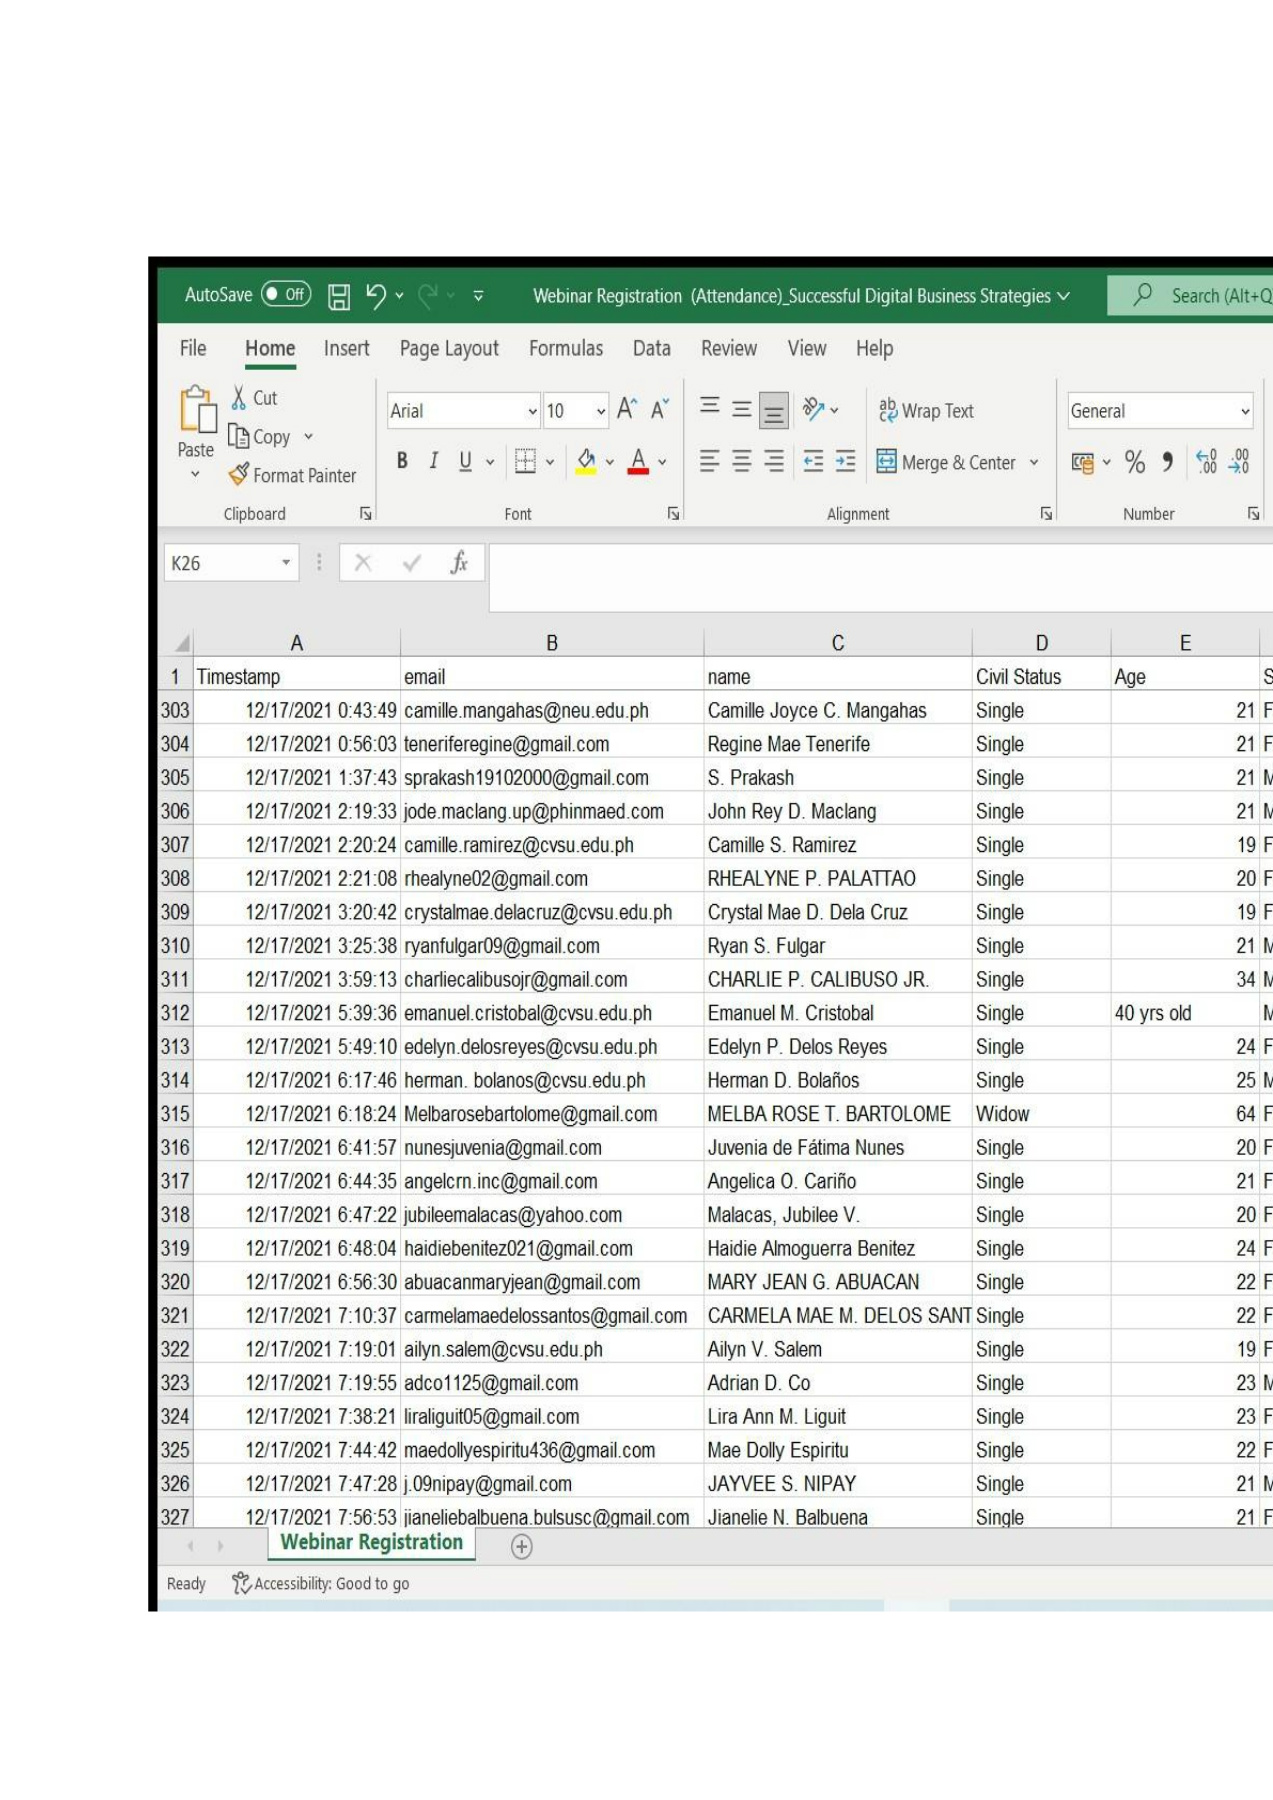 AutoSave Off Webinar Registration (Attendance)_Successful Digital Business Strategies Search (Alt+Q
File Home Insert Page Layout Formulas Data Review View Help
Cut
Copy
Paste
Format Painter
Arial 10
B I U A
ab Wrap Text
Merge & Center
General
% 9 .00 .00
Clipboard Font Alignment Number
K26 fx
A B C D E
1 Timestamp email name Civil Status Age S
303 12/17/2021 0:43:49 camille.mangahas@neu.edu.ph Camille Joyce C. Mangahas Single 21 F
304 12/17/2021 0:56:03 teneriferegine@gmail.com Regine Mae Tenerife Single 21 F
305 12/17/2021 1:37:43 sprakash19102000@gmail.com S. Prakash Single 21 M
306 12/17/2021 2:19:33 jode.maclang.up@phinmaed.com John Rey D. Maclang Single 21 M
307 12/17/2021 2:20:24 camille.ramirez@cvsu.edu.ph Camille S. Ramirez Single 19 F
308 12/17/2021 2:21:08 rhealyne02@gmail.com RHEALYNE P. PALATTAO Single 20 F
309 12/17/2021 3:20:42 crystalmae.delacruz@cvsu.edu.ph Crystal Mae D. Dela Cruz Single 19 F
310 12/17/2021 3:25:38 ryanfulgar09@gmail.com Ryan S. Fulgar Single 21 M
311 12/17/2021 3:59:13 charliecalibusojr@gmail.com CHARLIE P. CALIBUSO JR. Single 34 M
312 12/17/2021 5:39:36 emanuel.cristobal@cvsu.edu.ph Emanuel M. Cristobal Single 40 yrs old M
313 12/17/2021 5:49:10 edelyn.delosreyes@cvsu.edu.ph Edelyn P. Delos Reyes Single 24 F
314 12/17/2021 6:17:46 herman. bolanos@cvsu.edu.ph Herman D. Bolaños Single 25 M
315 12/17/2021 6:18:24 Melbarosebartolome@gmail.com MELBA ROSE T. BARTOLOME Widow 64 F
316 12/17/2021 6:41:57 nunesjuvenia@gmail.com Juvenia de Fátima Nunes Single 20 F
317 12/17/2021 6:44:35 angelcrn.inc@gmail.com Angelica O. Cariño Single 21 F
318 12/17/2021 6:47:22 jubileemalacas@yahoo.com Malacas, Jubilee V. Single 20 F
319 12/17/2021 6:48:04 haidiebenitez021@gmail.com Haidie Almoguerra Benitez Single 24 F
320 12/17/2021 6:56:30 abuacanmaryjean@gmail.com MARY JEAN G. ABUACAN Single 22 F
321 12/17/2021 7:10:37 carmelamaedelossantos@gmail.com CARMELA MAE M. DELOS SANT Single 22 F
322 12/17/2021 7:19:01 ailyn.salem@cvsu.edu.ph Ailyn V. Salem Single 19 F
323 12/17/2021 7:19:55 adco1125@gmail.com Adrian D. Co Single 23 M
324 12/17/2021 7:38:21 liraliguit05@gmail.com Lira Ann M. Liguit Single 23 F
325 12/17/2021 7:44:42 maedollyespiritu436@gmail.com Mae Dolly Espiritu Single 22 F
326 12/17/2021 7:47:28 j.09nipay@gmail.com JAYVEE S. NIPAY Single 21 M
327 12/17/2021 7:56:53 jianeliebalbuena.bulsusc@gmail.com Jianelie N. Balbuena Single 21 F
Webinar Registration
Ready Accessibility: Good to go